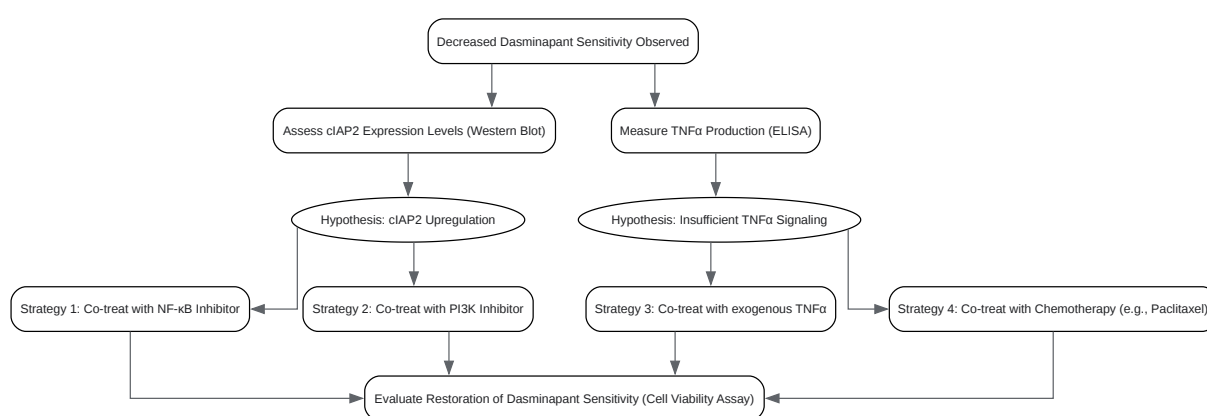 Decreased Dasminapant Sensitivity Observed
Assess cIAP2 Expression Levels (Western Blot)
Measure TNFα Production (ELISA)
Hypothesis: cIAP2 Upregulation
Hypothesis: Insufficient TNFα Signaling
Strategy 1: Co-treat with NF-κB Inhibitor
Strategy 2: Co-treat with PI3K Inhibitor
Strategy 3: Co-treat with exogenous TNFα
Strategy 4: Co-treat with Chemotherapy (e.g., Paclitaxel)
Evaluate Restoration of Dasminapant Sensitivity (Cell Viability Assay)